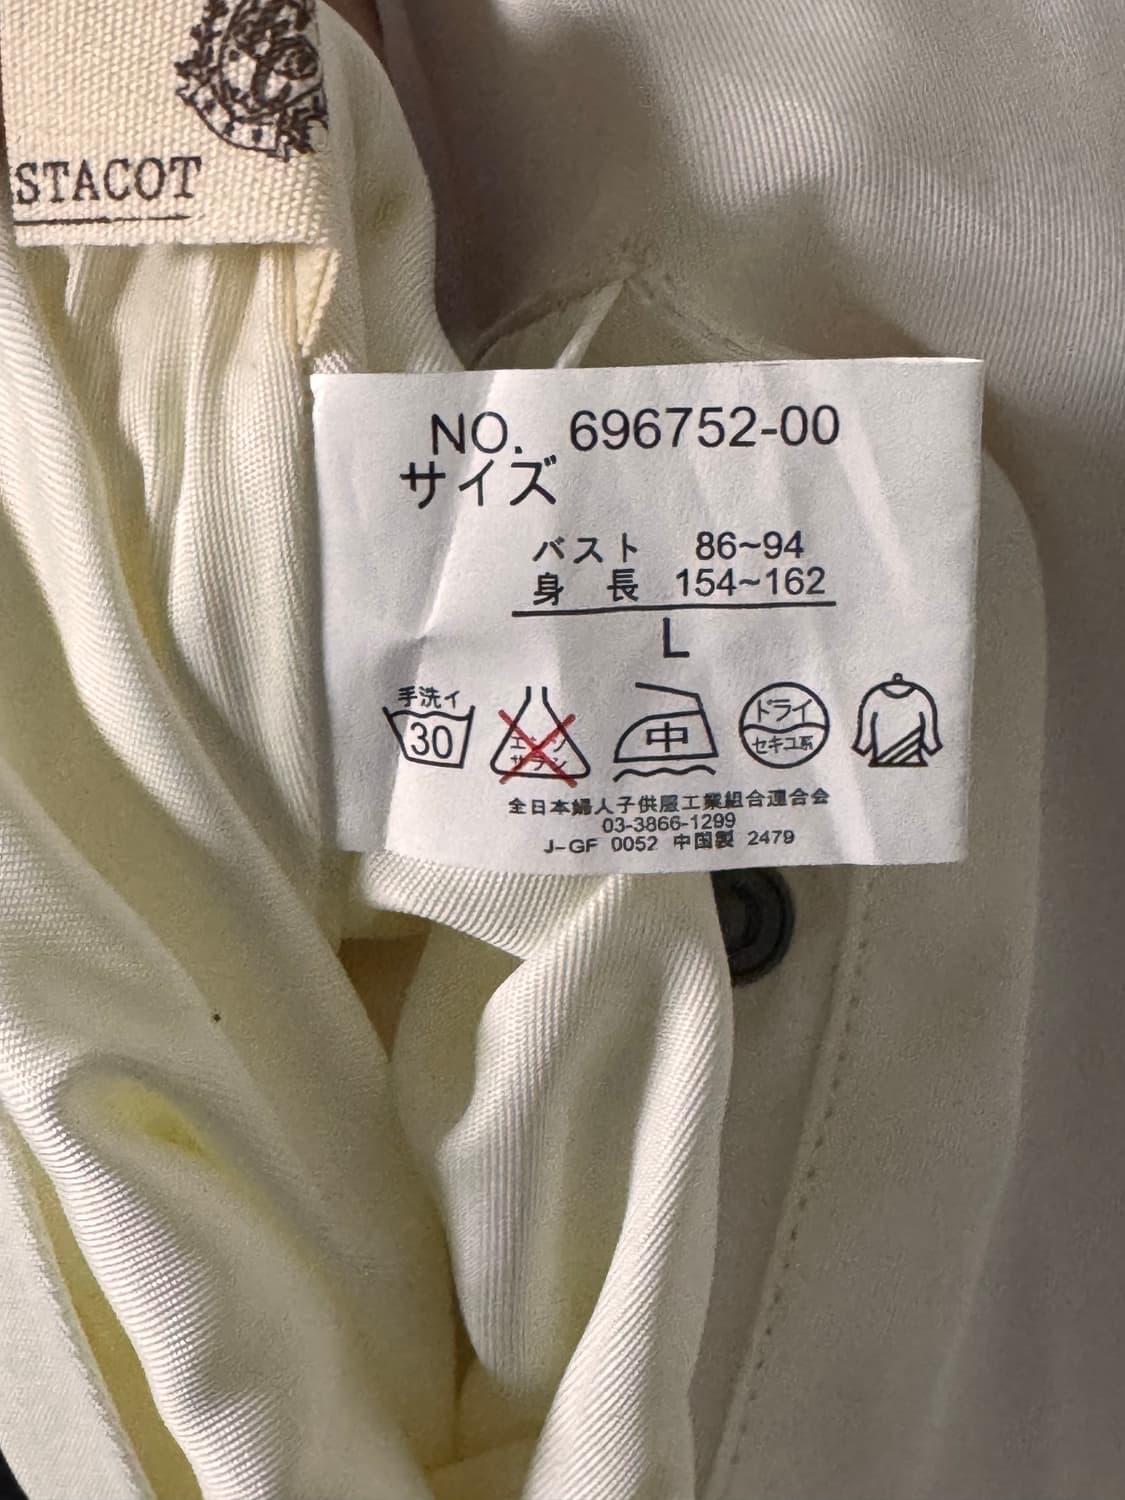 STACOT
NO. 696752-00
サイズ
バスト 86~94
身 長 154~162
L
手洗イ
30
中
ドライ
セキユ系
全日本婦人子供服工業組合連合会
03-3866-1299
J-GF 0052 中国製 2479